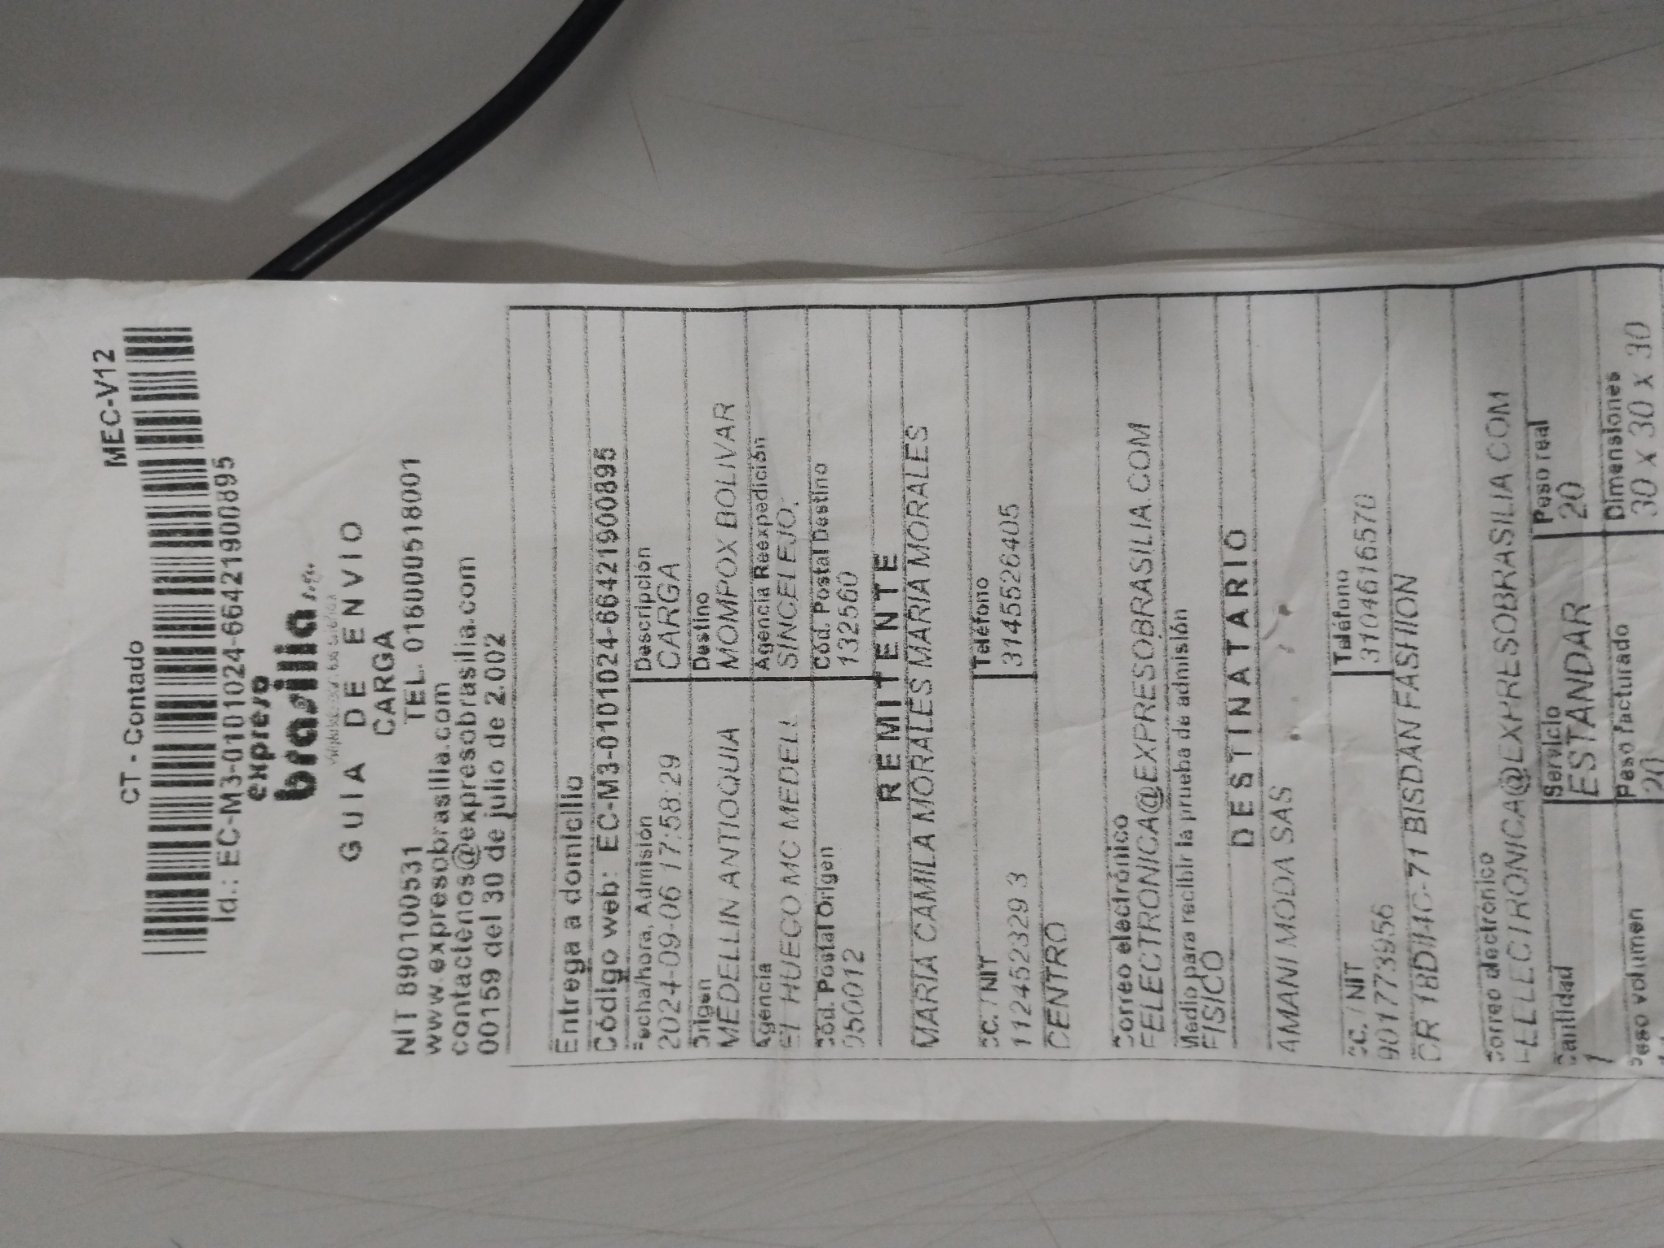 MEC-V12
CT - Contado
Id.: EC-M3-0101024-66421900895
expreso
brasilia
GUIA DE ENVIO
CARGA
NIT 890100531 TEL. 018000518001
www.expresobrasilia.com
contactenos@expresobrasilia.com
00159 del 30 de julio de 2.002
Entrega a domicilio
Código web: EC-M3-0101024-66421900895
Fecha/hora, Admisión Descripción
2024-09-06 17:58:29 CARGA
Origen Destino
MEDELLIN ANTIOQUIA MOMPOX BOLIVAR
Agencia Agencia Reexpedición
EL HUECO MC MEDELL SINCELEJO,
Cód. Postal Origen Cód. Postal Destino
050012 132560
REMITENTE
MARIA CAMILA MORALES MARIA MORALES
CC. / NIT Teléfono
112452329 3 3145526405
CENTRO
Correo electrónico
FELECTRONICA@EXPRESOBRASILIA.COM
Medio para recibir la prueba de admisión
FISICO
DESTINATARIO
AMANI MODA SAS
CC. / NIT Teléfono
901773956 3104616570
CR BISDAN FASHION
Correo electrónico
FELECTRONICA@EXPRESOBRASILIA.COM
Cantidad Servicio Peso real
1 ESTANDAR 20
Peso volumen Peso facturado Dimensiones
20 30 X 30 X 30